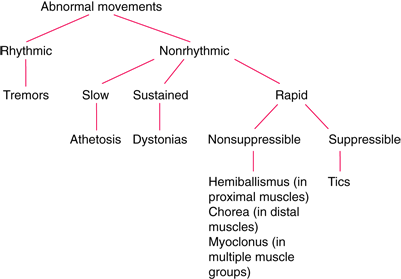 Abnormal movements
Rhythmic
Nonrhythmic
Tremors
Slow
Sustained
Rapid
Athetosis
Dystonias
Nonsuppressible
Suppressible
Hemiballismus (in
proximal muscles)
Chorea (in distal
muscles)
Myoclonus (in
multiple muscle
groups)
Tics